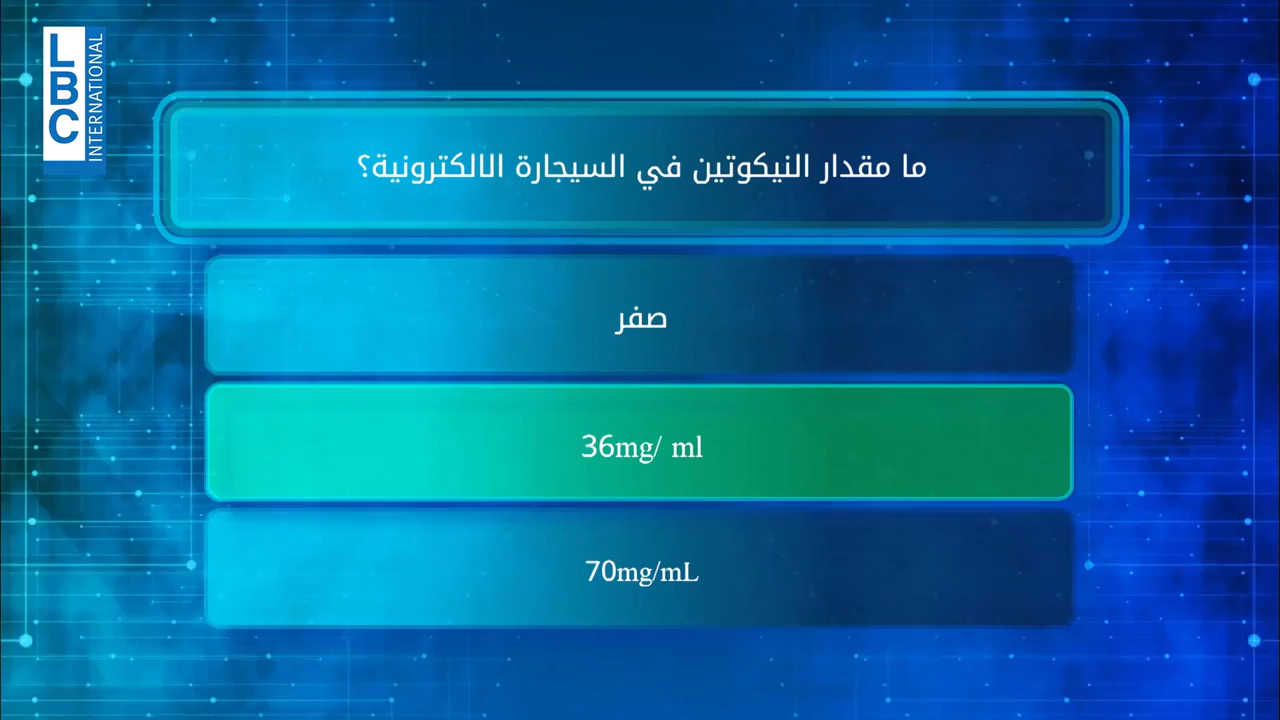 LBC
INTERNATIONAL
ما مقدار النيكوتين في السيجارة الالكترونية؟
صفر
36mg/ ml
70mg/mL